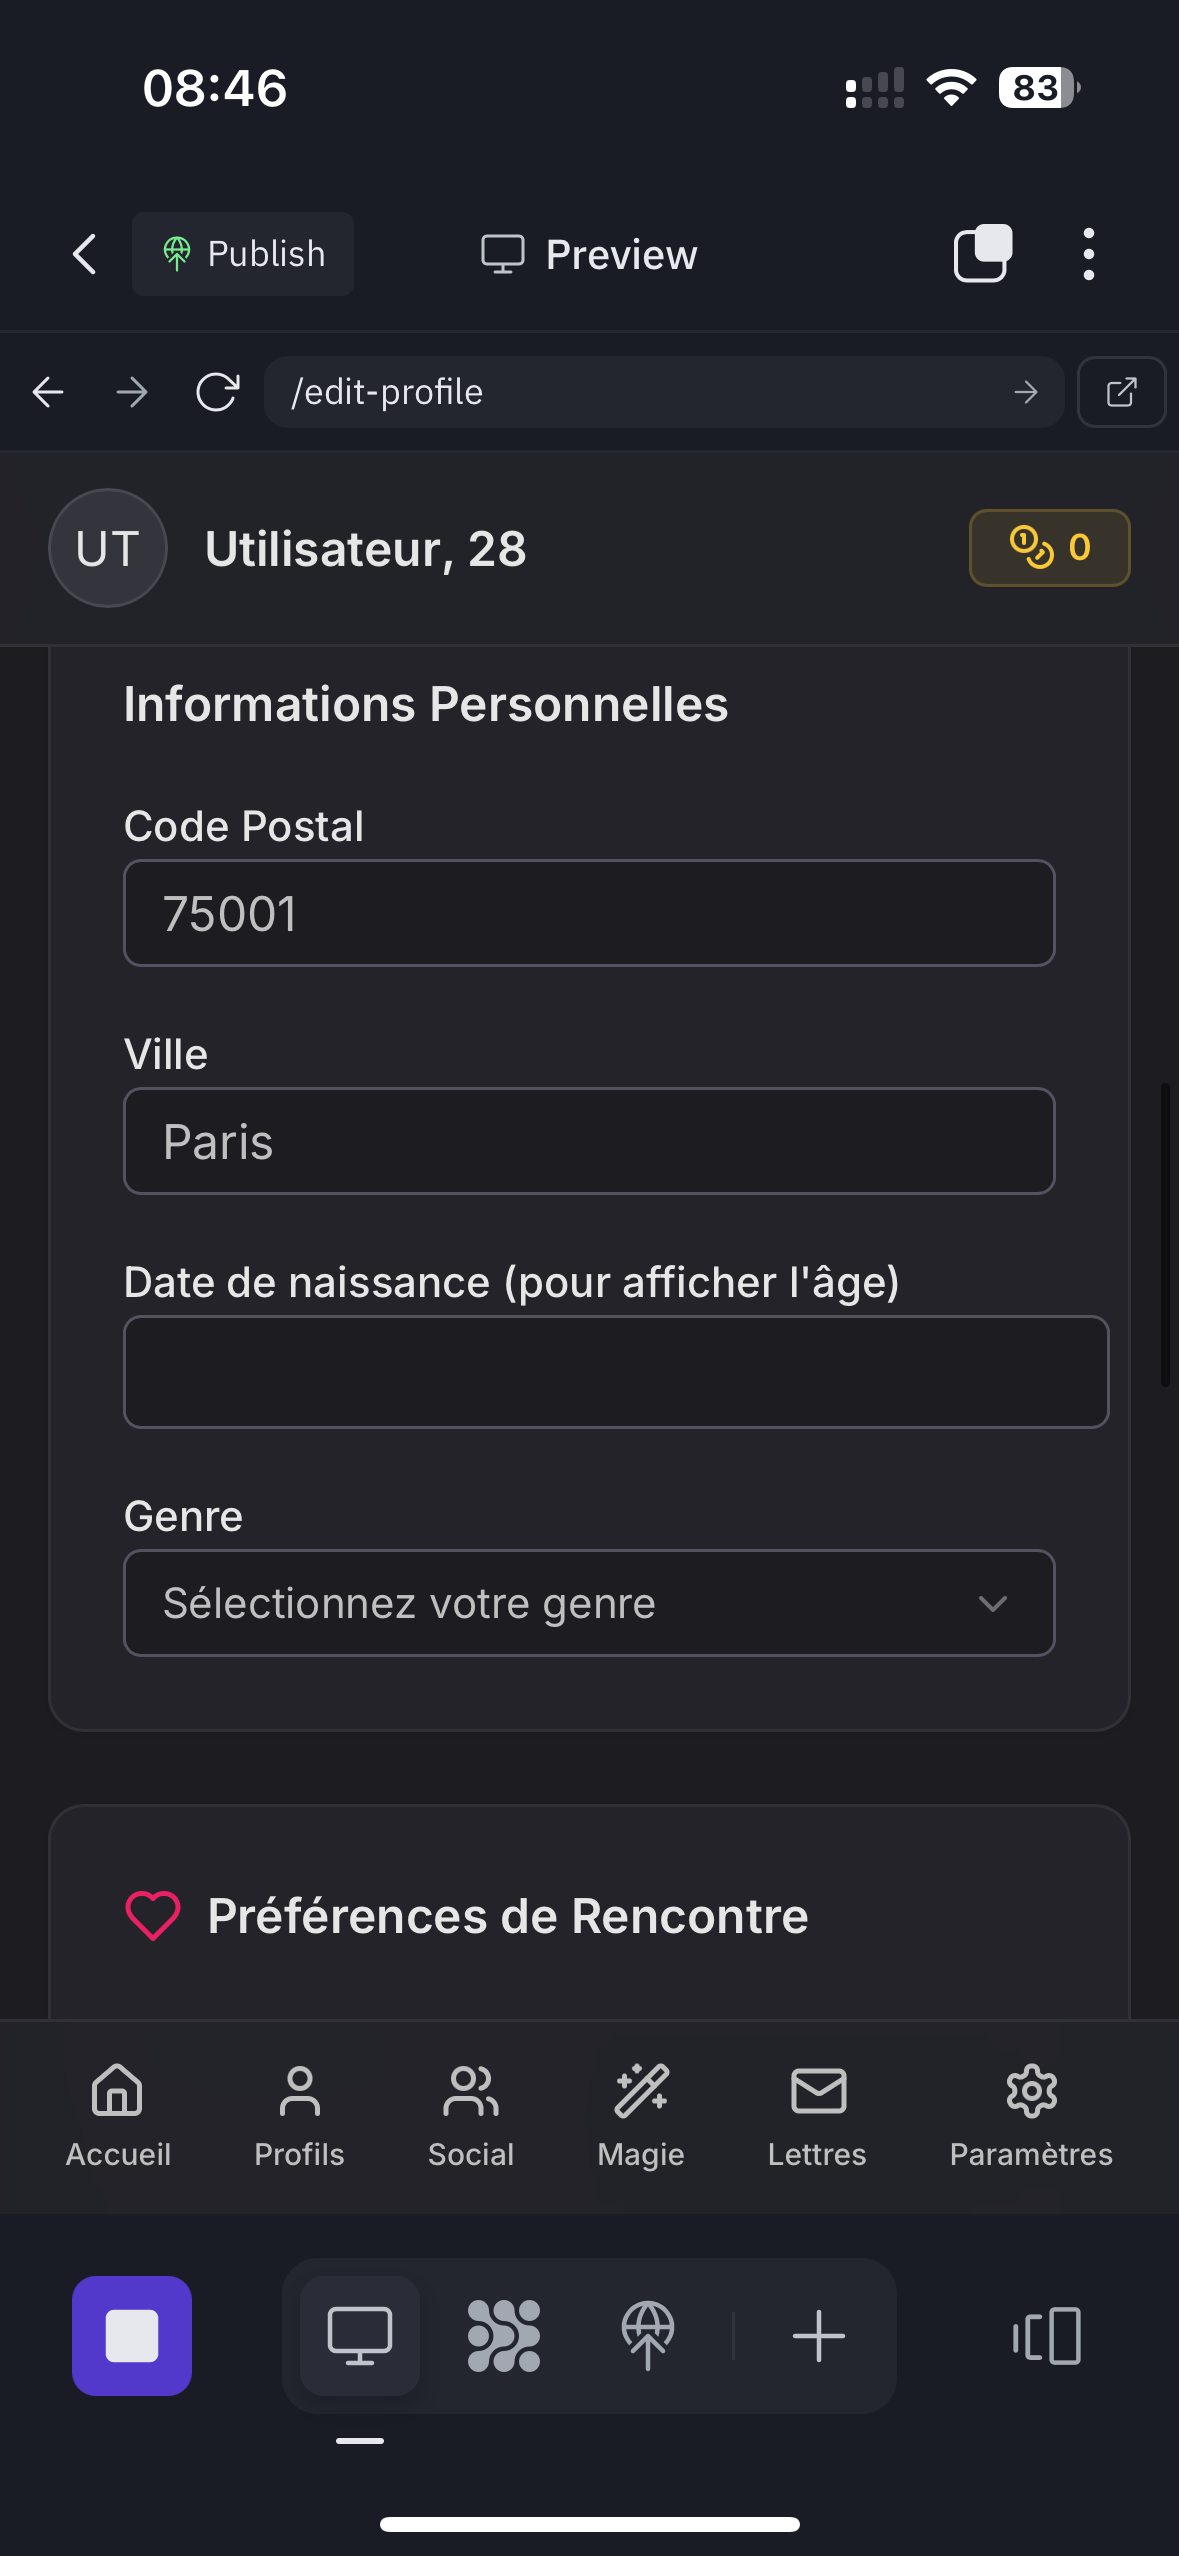 08:46
83
Publish
Preview
/edit-profile
UT
Utilisateur, 28
0
Informations Personnelles
Code Postal
75001
Ville
Paris
Date de naissance (pour afficher l'âge)
Genre
Sélectionnez votre genre
Préférences de Rencontre
Accueil
Profils
Social
Magie
Lettres
Paramètres